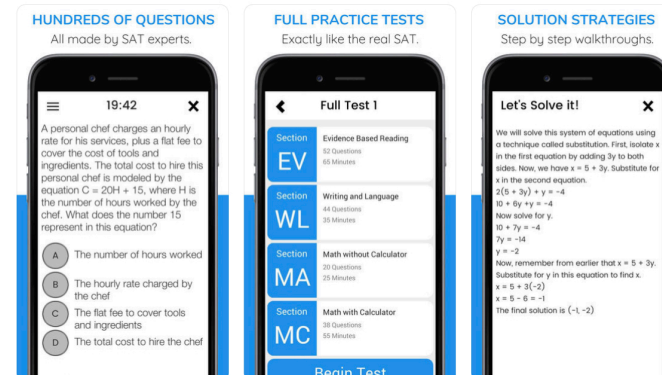 HUNDREDS OF QUESTIONS
All made by SAT experts.
19:42
A personal chef charges an hourly
rate for his services, plus a flat fee to
cover the cost of tools and
ingredients. The total cost to hire this
personal chef is modeled by the
equation C = 20H + 15, where H is
the number of hours worked by the
chef. What does the number 15
represent in this equation?
A The number of hours worked
B The hourly rate charged by
the chef
C The flat fee to cover tools
and ingredients
D The total cost to hire the chef
FULL PRACTICE TESTS
Exactly like the real SAT.
Full Test 1
Section
EV
Evidence Based Reading
52 Questions
65 Minutes
Section
WL
Writing and Language
44 Questions
35 Minutes
Section
MA
Math without Calculator
20 Questions
25 Minutes
Section
MC
Math with Calculator
38 Questions
55 Minutes
Begin Test
SOLUTION STRATEGIES
Step by step walkthroughs.
Let's Solve it!
We will solve this system of equations using
a technique called substitution. First, isolate x
in the first equation by adding 3y to both
sides. Now, we have x = 5 + 3y. Substitute for
x in the second equation.
2(5 + 3y) + y = -4
10 + 6y +y = -4
Now solve for y.
10 + 7y = -4
7y = -14
y = -2
Now, remember from earlier that x = 5 + 3y.
Substitute for y in this equation to find x.
x = 5 + 3(-2)
x = 5 - 6 = -1
The final solution is (-1, -2)